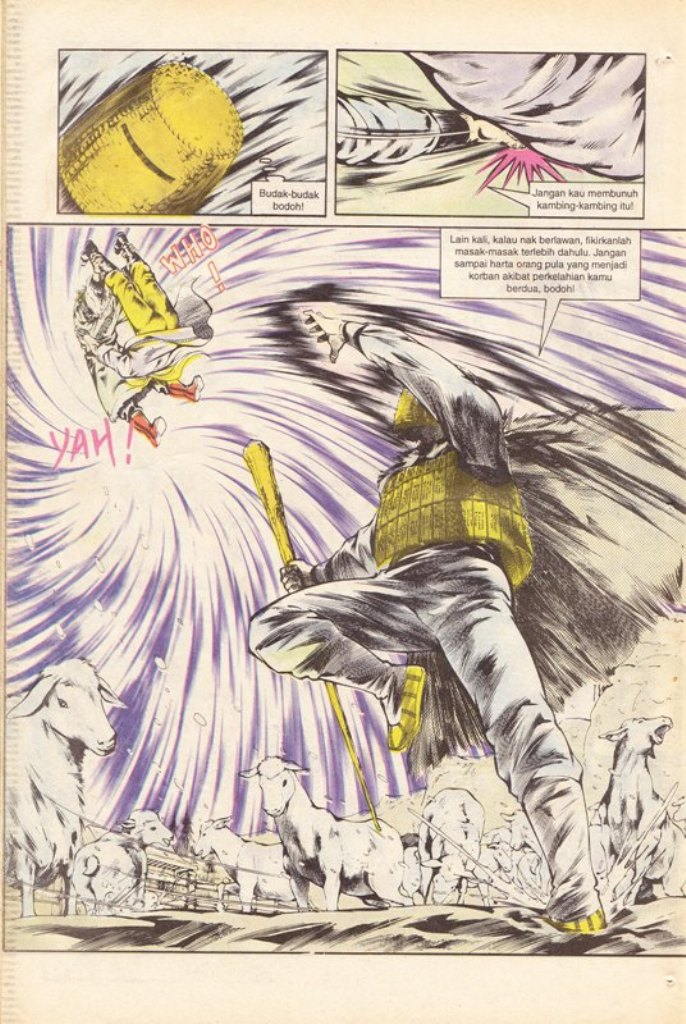 Budak-budak
bodoh!
Jangan kau membunuh
kambing-kambing itu!
Lain kali, kalau nak berlawan, fikirkanlah
masak-masak terlebih dahulu. Jangan
sampai harta orang pula yang menjadi
korban akibat perkelahian kamu
berdua, bodoh!
WHO
!
YAH!